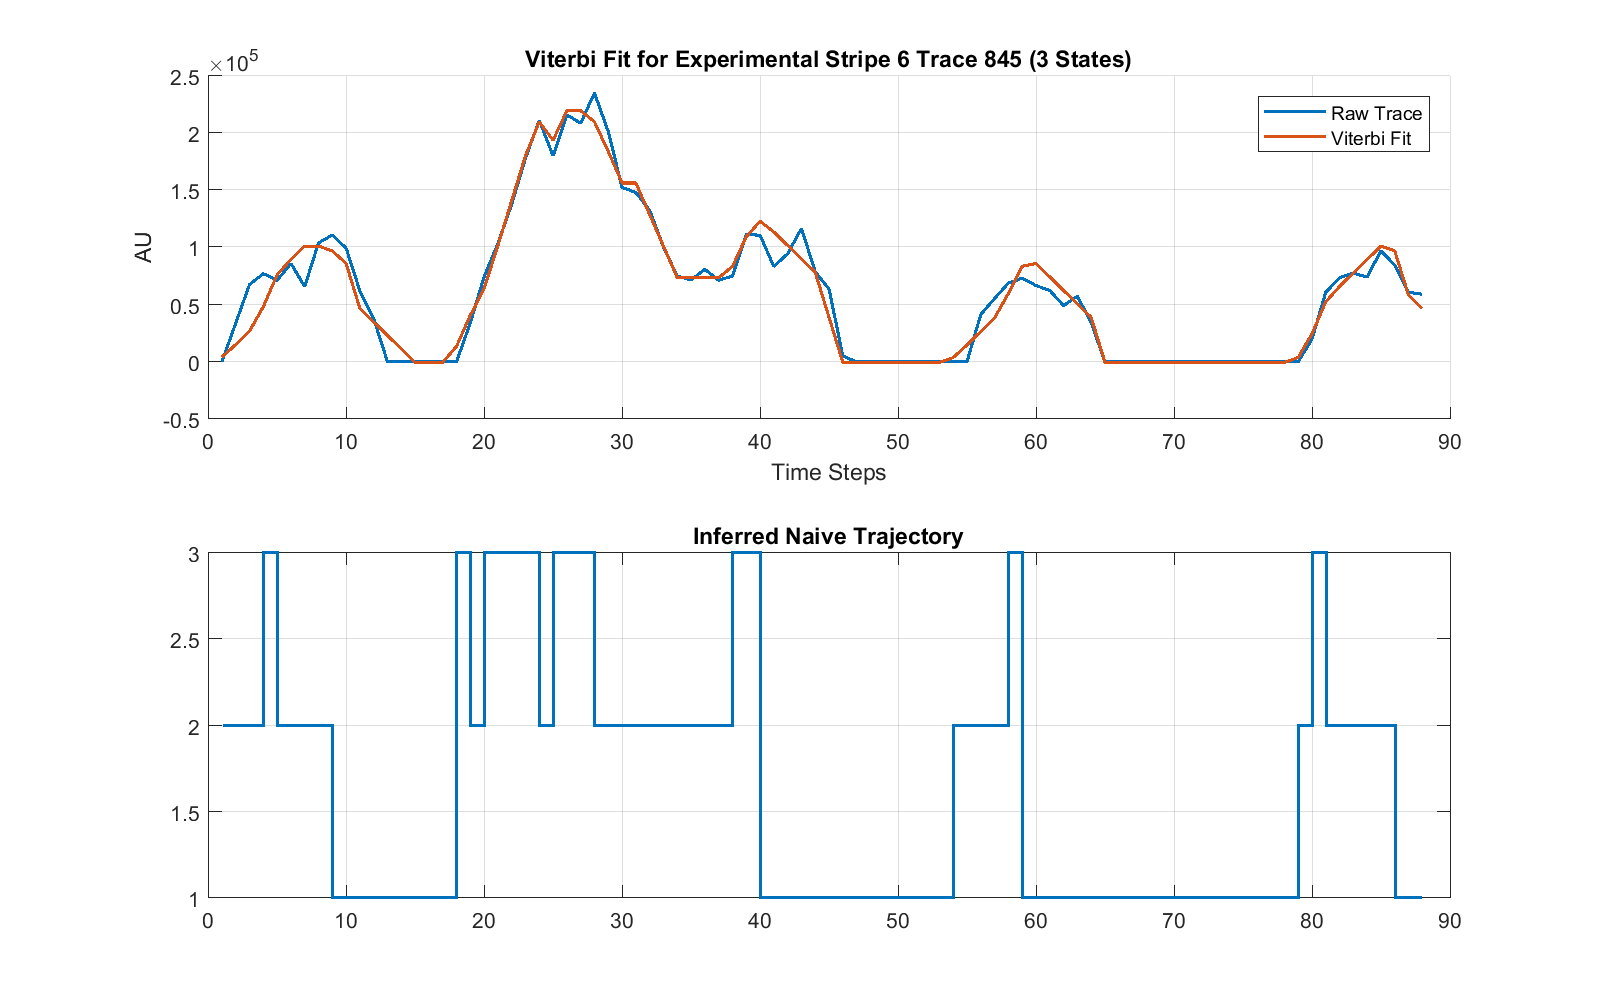 Viterbi Fit for Experimental Stripe 6 Trace 845 (3 States)
×10^5
2.5
2
1.5
1
0.5
0
-0.5
AU
Raw Trace
Viterbi Fit
0 10 20 30 40 50 60 70 80 90
Time Steps
Inferred Naive Trajectory
3
2.5
2
1.5
1
0 10 20 30 40 50 60 70 80 90